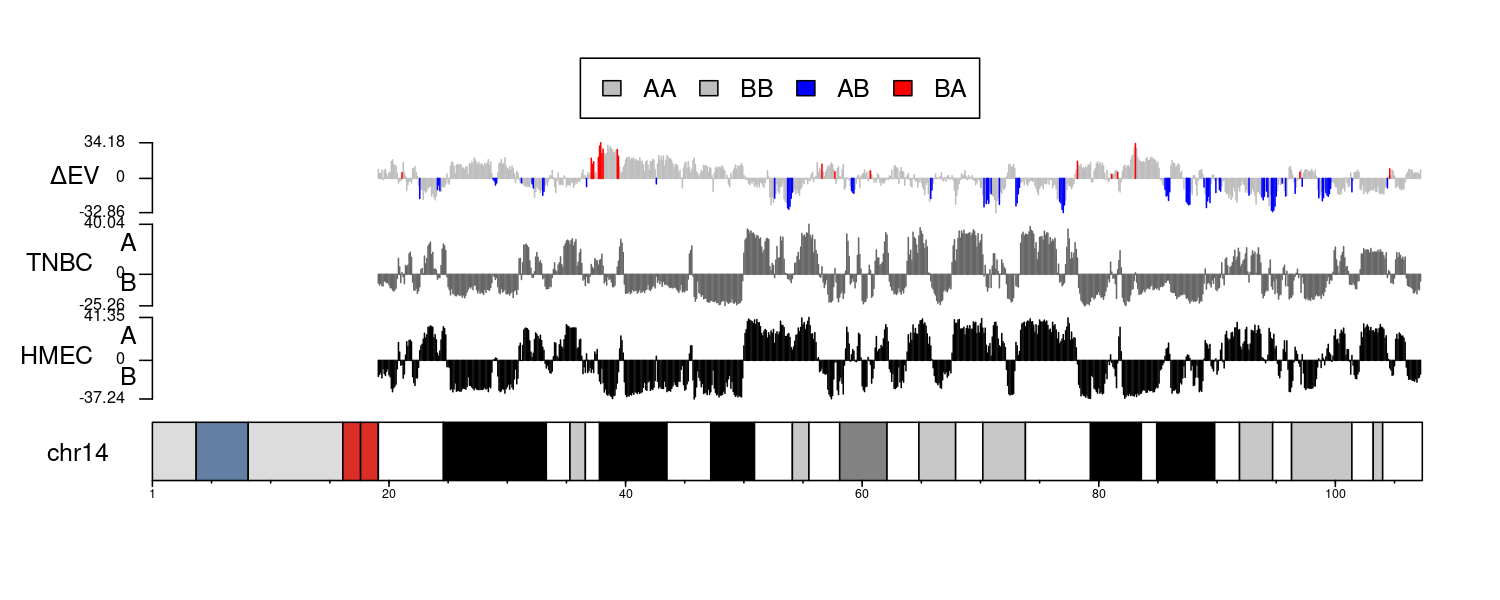 AA BB AB BA
34.18
ΔEV 0
-32.86
40.04
A
TNBC 0
B
-25.26
41.35
A
HMEC 0
B
-37.24
chr14
1 20 40 60 80 100